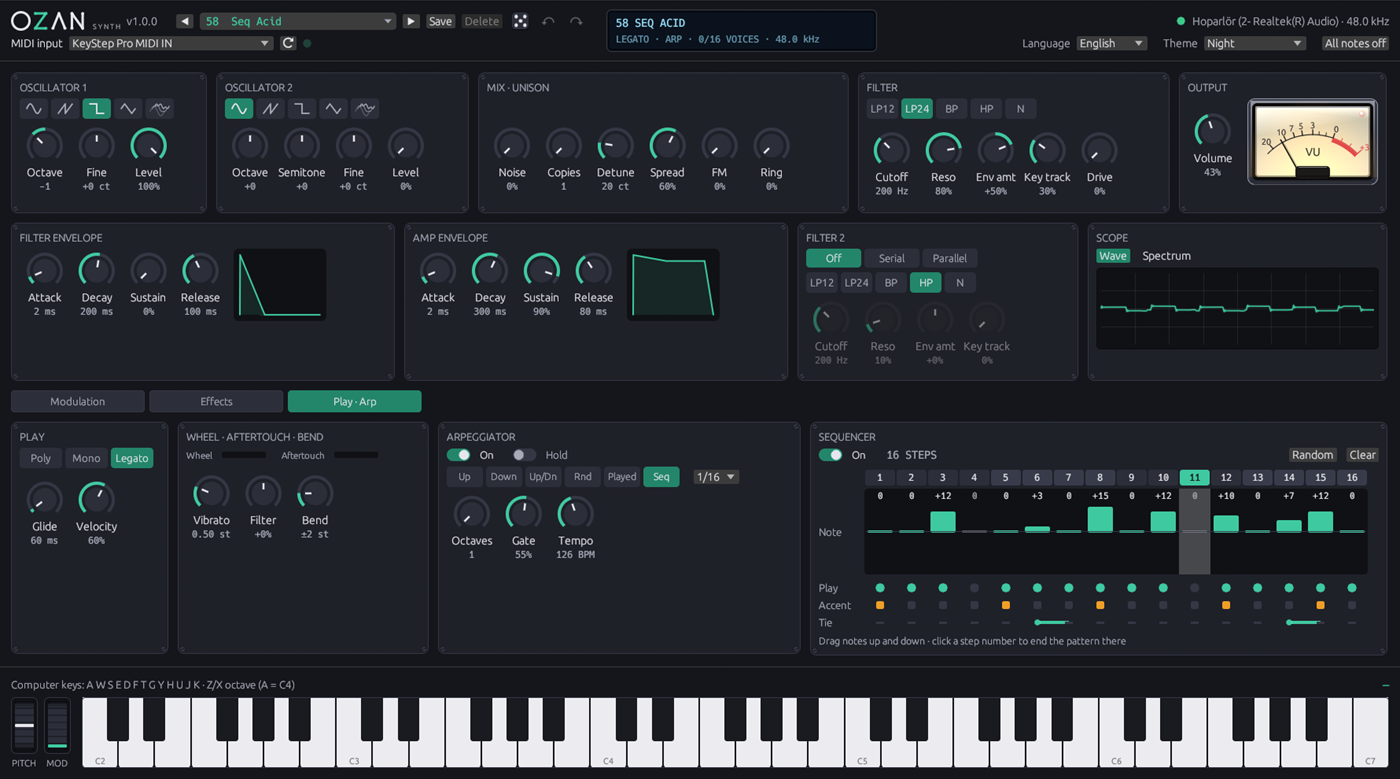 OZAN SYNTH v1.0.0 58 Seq Acid Save Delete
MIDI input KeyStep Pro MIDI IN
58 SEQ ACID
LEGATO · ARP · 0/16 VOICES · 48.0 kHz
Hoparlör (2- Realtek(R) Audio) · 48.0 kHz
Language English Theme Night All notes off
OSCILLATOR 1
Octave Fine Level
-1 +0 ct 100%
OSCILLATOR 2
Octave Semitone Fine Level
+0 +0 +0 ct 0%
MIX · UNISON
Noise Copies Detune Spread FM Ring
0% 1 20 ct 60% 0% 0%
FILTER
LP12 LP24 BP HP N
Cutoff Reso Env amt Key track Drive
200 Hz 80% +50% 30% 0%
OUTPUT
Volume
43%
20 10 7 5 3 0 +3
VU
FILTER ENVELOPE
Attack Decay Sustain Release
2 ms 200 ms 0% 100 ms
AMP ENVELOPE
Attack Decay Sustain Release
2 ms 300 ms 90% 80 ms
FILTER 2
Off Serial Parallel
LP12 LP24 BP HP N
Cutoff Reso Env amt Key track
200 Hz 10% +0% 0%
SCOPE
Wave Spectrum
Modulation Effects Play · Arp
PLAY
Poly Mono Legato
Glide Velocity
60 ms 60%
WHEEL · AFTERTOUCH · BEND
Wheel Aftertouch
Vibrato Filter Bend
0.50 st +0% ±2 st
ARPEGGIATOR
On Hold
Up Down Up/Dn Rnd Played Seq 1/16
Octaves Gate Tempo
1 55% 126 BPM
SEQUENCER
On 16 STEPS Random Clear
1 2 3 4 5 6 7 8 9 10 11 12 13 14 15 16
0 0 +12 0 0 +3 0 +15 0 +12 0 +10 0 +7 +12 0
Note
Play
Accent
Tie
Drag notes up and down · click a step number to end the pattern there
Computer keys: A W S E D F T G Y H U J K · Z/X octave (A = C4)
C2 C3 C4 C5 C6 C7
PITCH MOD